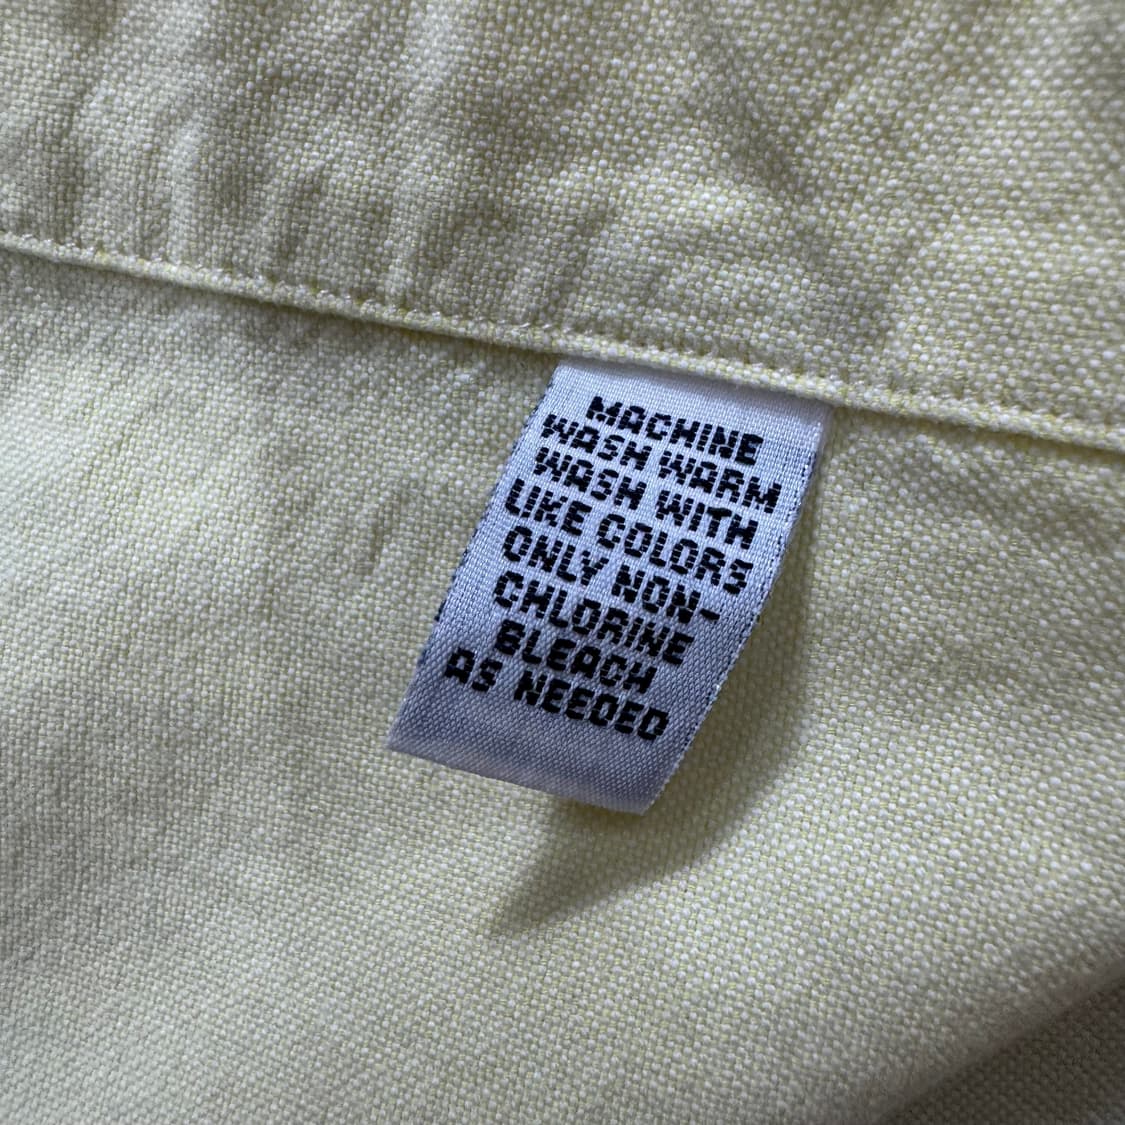 MACHINE
WASH WARM
WASH WITH
LIKE COLORS
ONLY NON-
CHLORINE
BLEACH
AS NEEDED